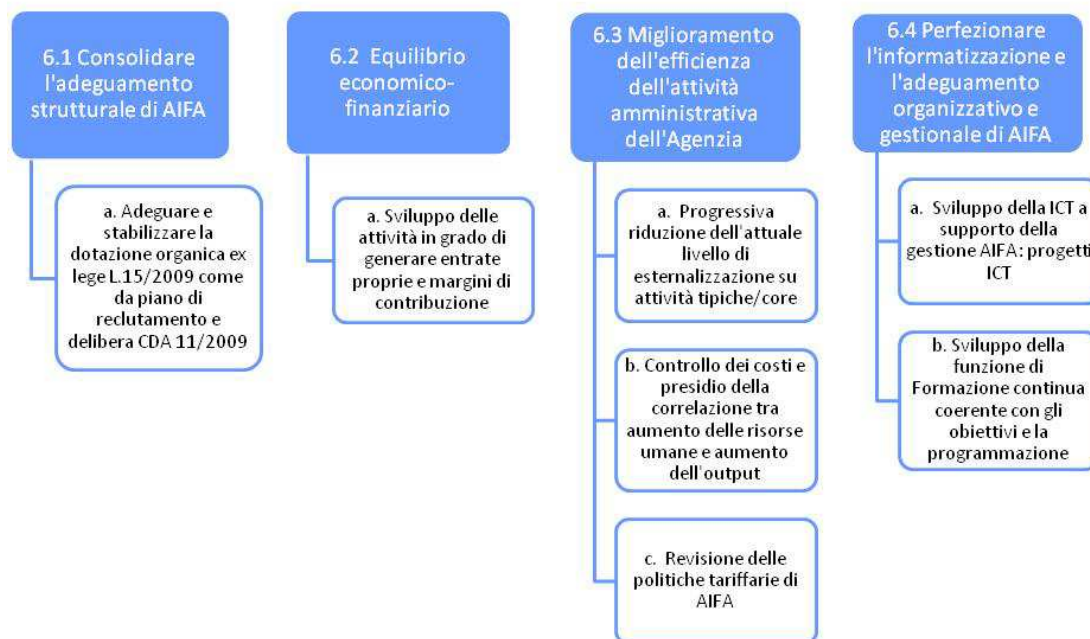 6.1 Consolidare
l'adeguamento
strutturale di AIFA
a. Adeguare e
stabilizzare la
dotazione organica ex
lege L.15/2009 come
da piano di
reclutamento e
delibera CDA 11/2009
6.2 Equilibrio
economico-
finanziario
a. Sviluppo delle
attività in grado di
generare entrate
proprie e margini di
contribuzione
6.3 Miglioramento
dell'efficienza
dell'attività
amministrativa
dell'Agenzia
a. Progressiva
riduzione dell'attuale
livello di
esternalizzazione su
attività tipiche/core
b. Controllo dei costi e
presidio della
correlazione tra
aumento delle risorse
umane e aumento
dell'output
c. Revisione delle
politiche tariffarie di
AIFA
6.4 Perfezionare
l'informatizzazione e
l'adeguamento
organizzativo e
gestionale di AIFA
a. Sviluppo della ICT a
supporto della
gestione AIFA: progetti
ICT
b. Sviluppo della
funzione di
Formazione continua
coerente con gli
obiettivi e la
programmazione